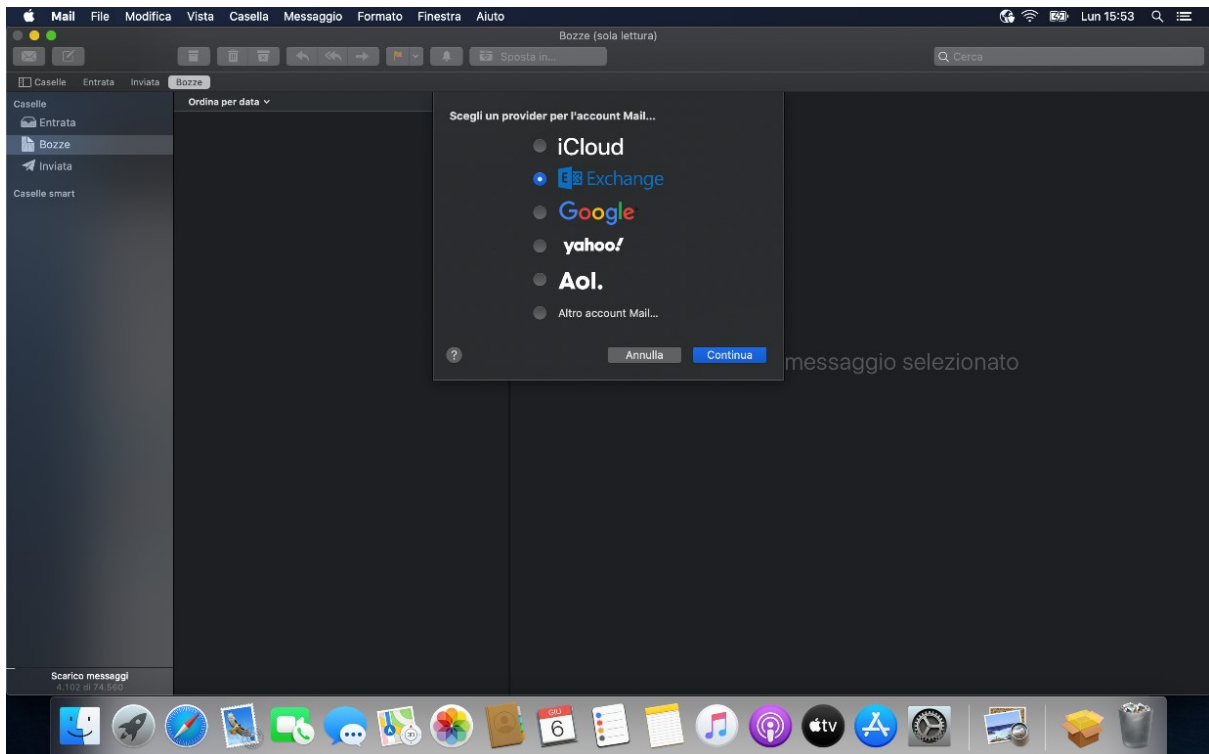 Mail File Modifica Vista Casella Messaggio Formato Finestra Aiuto Lun 15:53
Bozze (sola lettura)
Sposta in... Cerca
Caselle Entrata Inviata Bozze
Caselle
Entrata
Bozze
Inviata
Caselle smart
Ordina per data
Scegli un provider per l'account Mail...
iCloud
Exchange
Google
yahoo!
Aol.
Altro account Mail...
? Annulla Continua
messaggio selezionato
Scarico messaggi
4.102 di 74.560
GIU
6
tv